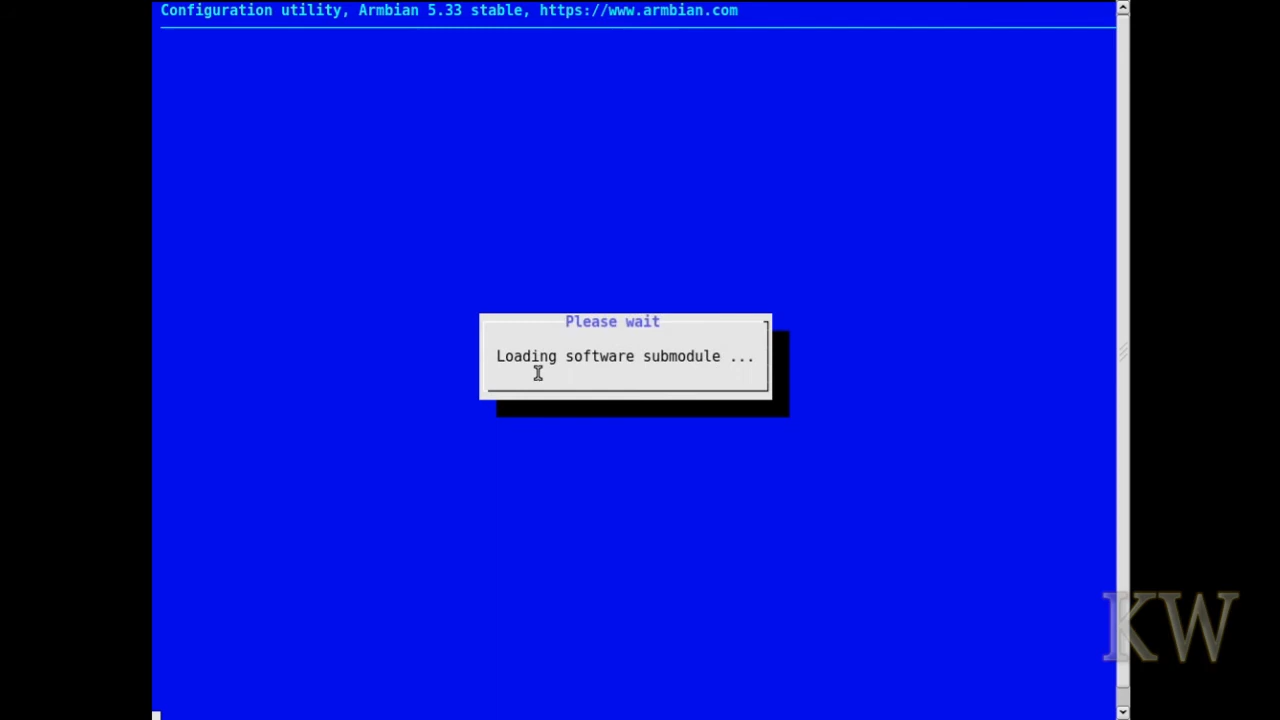 Configuration utility, Armbian 5.33 stable, https://www.armbian.com
Please wait
Loading software submodule ...
KW